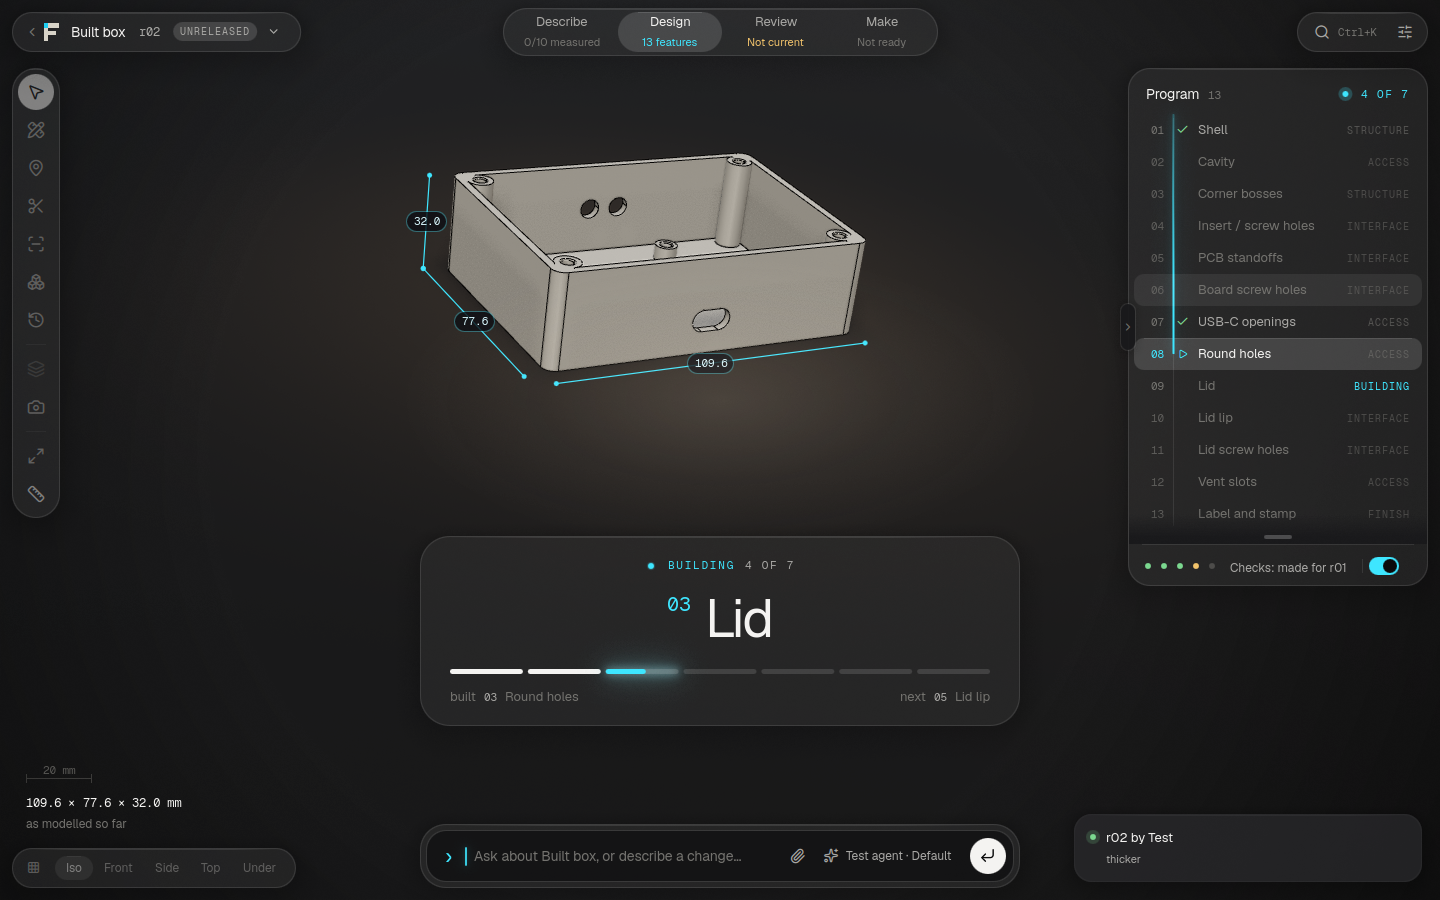 Built box r02 UNRELEASED
Describe
0/10 measured
Design
13 features
Review
Not current
Make
Not ready
Ctrl+K
Program 13
4 OF 7
01 Shell STRUCTURE
02 Cavity ACCESS
03 Corner bosses STRUCTURE
04 Insert / screw holes INTERFACE
05 PCB standoffs INTERFACE
06 Board screw holes INTERFACE
07 USB-C openings ACCESS
08 Round holes ACCESS
09 Lid BUILDING
10 Lid lip INTERFACE
11 Lid screw holes INTERFACE
12 Vent slots ACCESS
13 Label and stamp FINISH
Checks: made for r01
32.0
77.6
109.6
BUILDING 4 OF 7
03 Lid
built 03 Round holes
next 05 Lid lip
20 mm
109.6 × 77.6 × 32.0 mm
as modelled so far
Iso Front Side Top Under
Ask about Built box, or describe a change…
Test agent · Default
r02 by Test
thicker